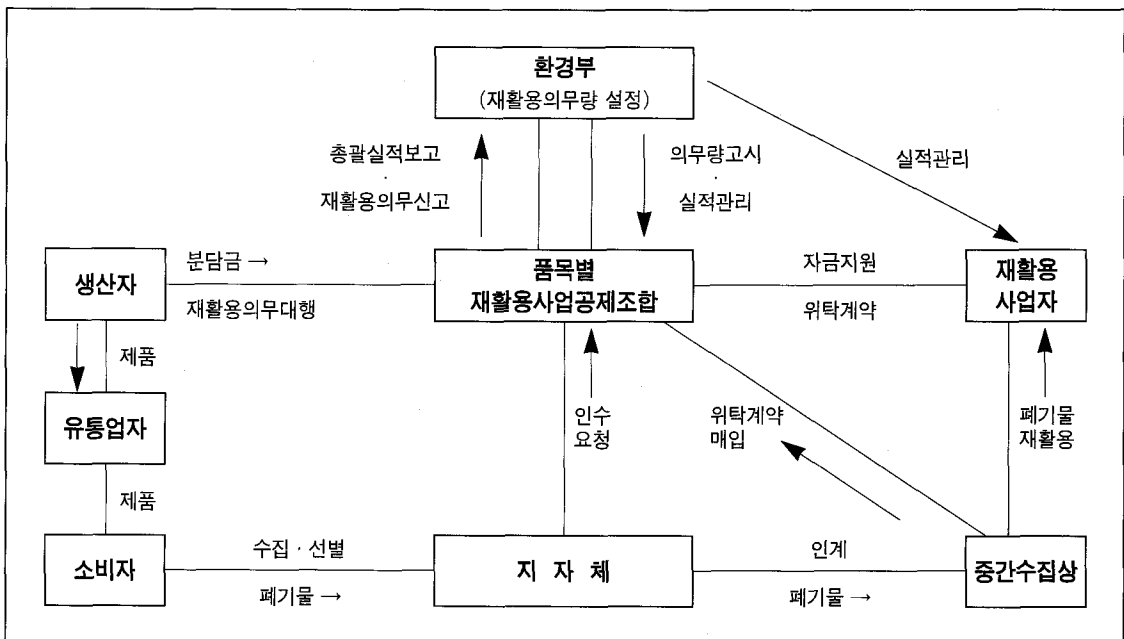 환경부
(재활용의무량 설정)
총괄실적보고
·
재활용의무신고
의무량고시
·
실적관리
실적관리
생산자
분담금 →
재활용의무대행
품목별
재활용사업공제조합
자금지원
위탁계약
재활용
사업자
제품
유통업자
인수
요청
위탁계약
매입
폐기물
재활용
제품
소비자
수집 · 선별
폐기물 →
지 자 체
인계
폐기물 →
중간수집상